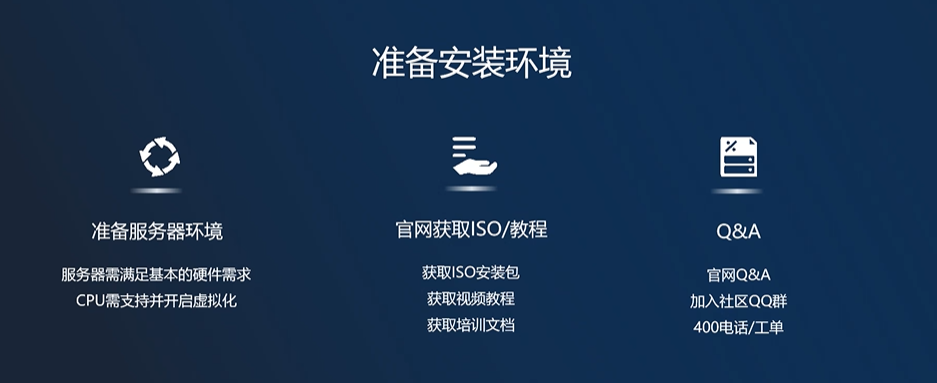 准备安装环境
准备服务器环境
服务器需满足基本的硬件需求
CPU需支持并开启虚拟化
官网获取ISO/教程
获取ISO安装包
获取视频教程
获取培训文档
Q&A
官网Q&A
加入社区QQ群
400电话/工单